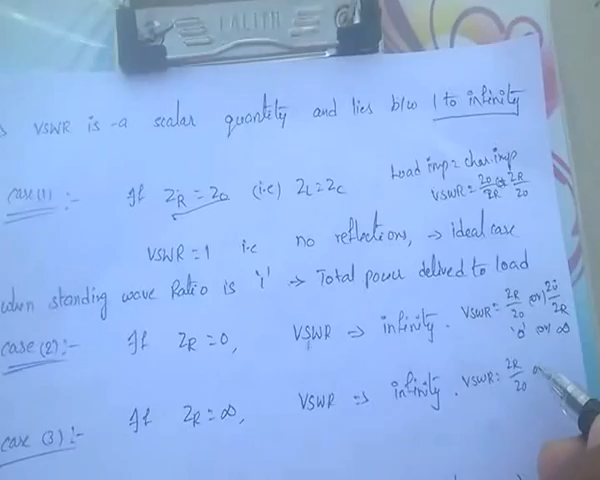 VSWR is a scalar quantity and lies b/w 1 to infinity
Case (1) :- If ZR = Z0 (i.e) ZL = ZC
Load imp = char. imp
VSWR = Z0/ZR or ZR/Z0
VSWR = 1 i.e no reflections, → ideal case
when standing wave Ratio is '1' → Total power delived to load
Case (2) :- If ZR = 0, VSWR ⇒ infinity. VSWR = ZR/Z0 (or) Z0/ZR
'0' (or) ∞
Case (3) :- If ZR = ∞, VSWR ⇒ infinity. VSWR = ZR/Z0